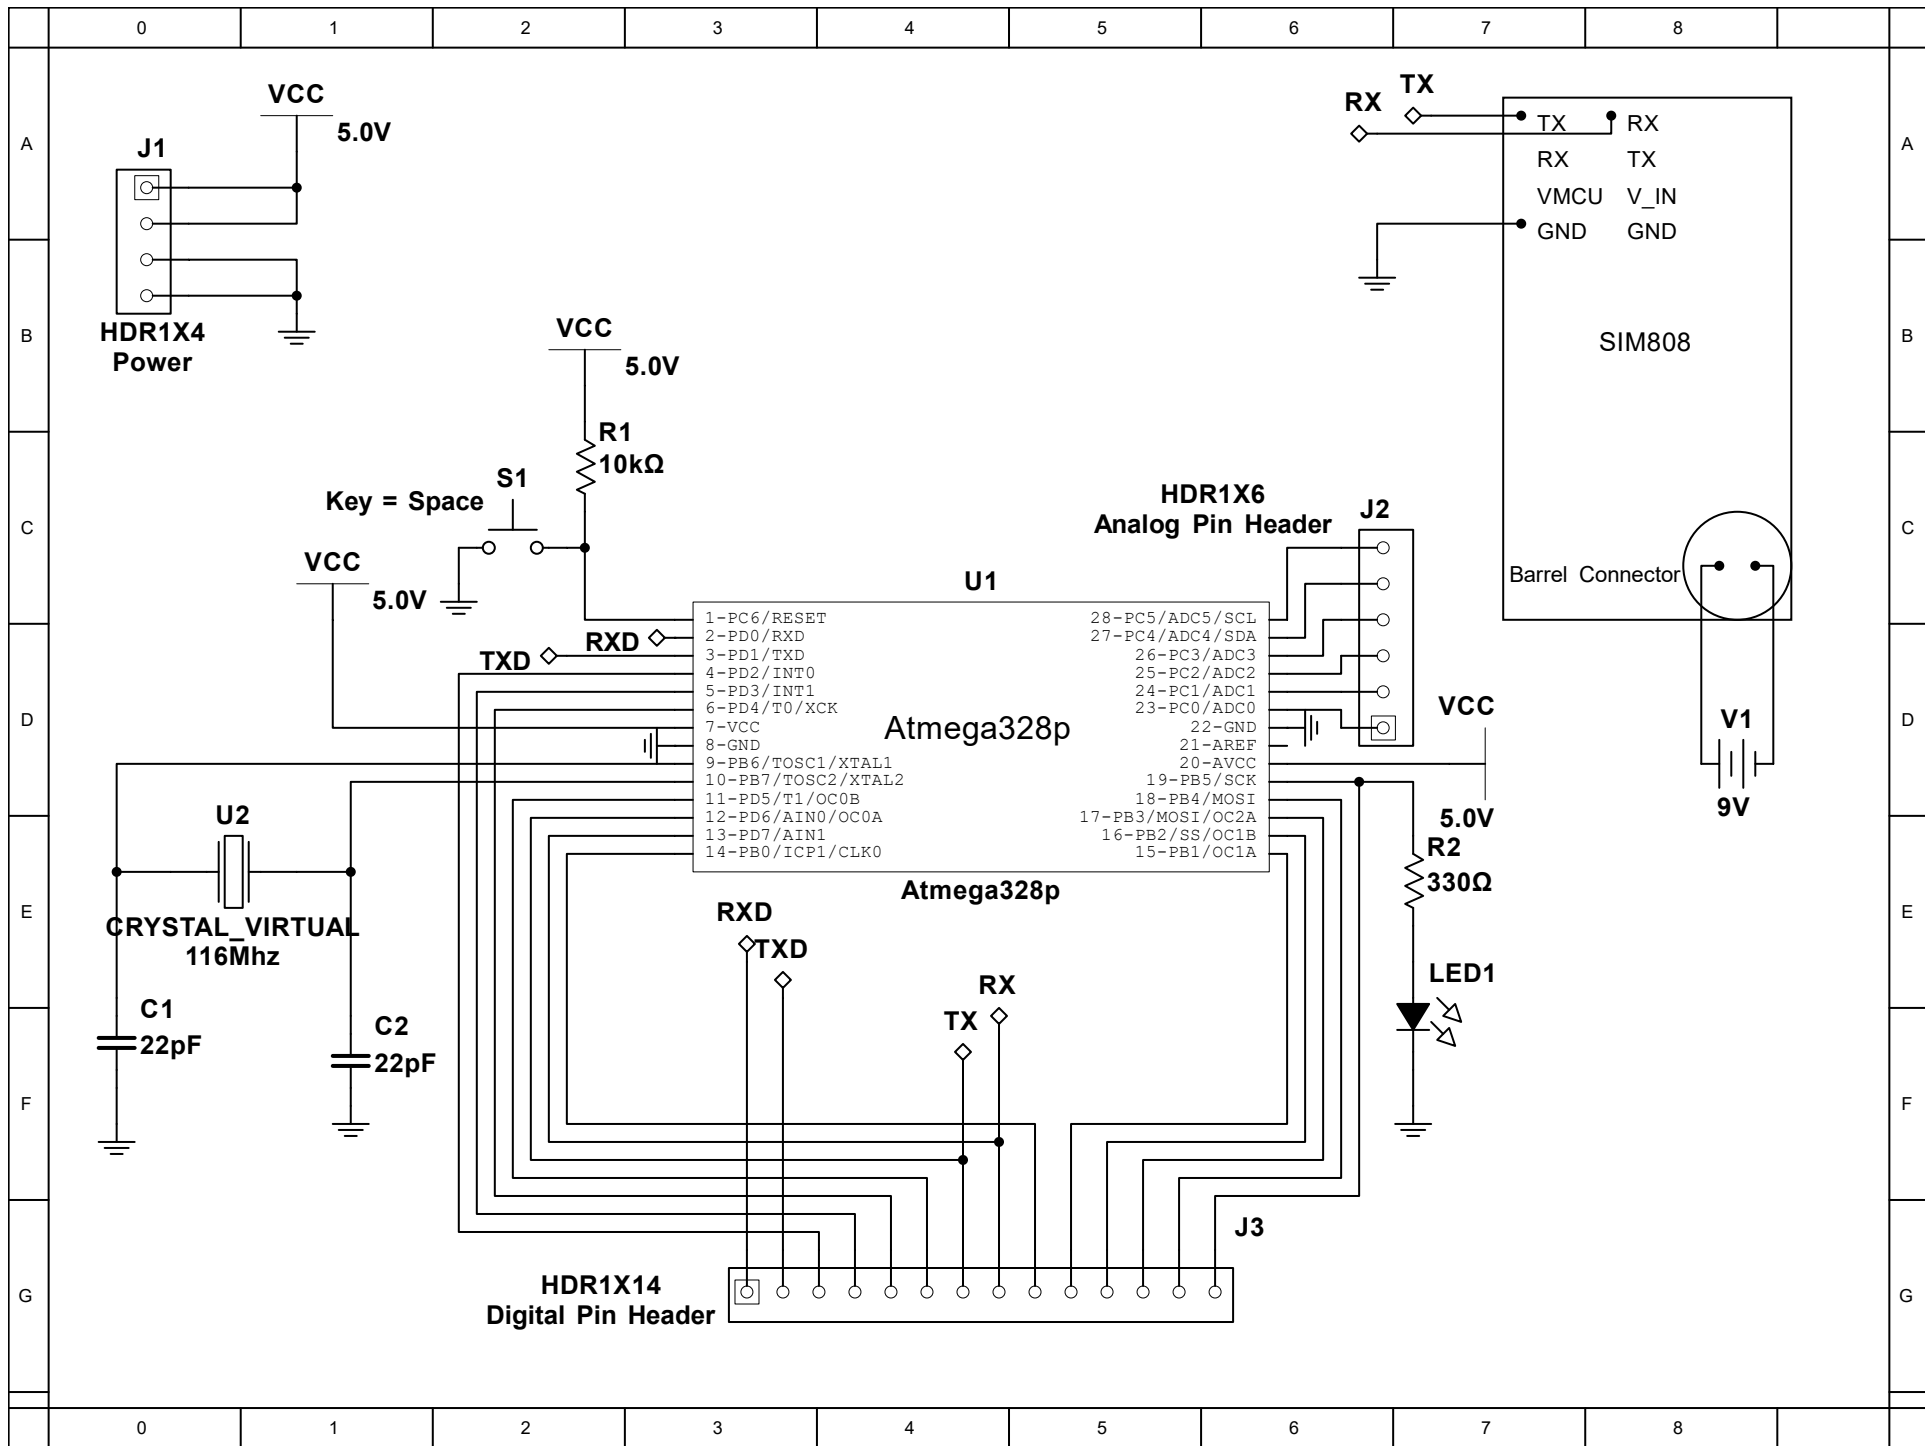 0 1 2 3 4 5 6 7 8
A
B
C
D
E
F
G
VCC
5.0V
J1
HDR1X4
Power
RX
TX
TX RX
RX TX
VMCU V_IN
GND GND
SIM808
Barrel Connector
V1
9V
VCC
5.0V
R1
10kΩ
S1
Key = Space
VCC
5.0V
HDR1X6
Analog Pin Header
J2
U1
RXD
TXD
1-PC6/RESET
2-PD0/RXD
3-PD1/TXD
4-PD2/INT0
5-PD3/INT1
6-PD4/T0/XCK
7-VCC
8-GND
9-PB6/TOSC1/XTAL1
10-PB7/TOSC2/XTAL2
11-PD5/T1/OC0B
12-PD6/AIN0/OC0A
13-PD7/AIN1
14-PB0/ICP1/CLK0
Atmega328p
28-PC5/ADC5/SCL
27-PC4/ADC4/SDA
26-PC3/ADC3
25-PC2/ADC2
24-PC1/ADC1
23-PC0/ADC0
22-GND
21-AREF
20-AVCC
19-PB5/SCK
18-PB4/MOSI
17-PB3/MOSI/OC2A
16-PB2/SS/OC1B
15-PB1/OC1A
Atmega328p
VCC
5.0V
R2
330Ω
LED1
U2
CRYSTAL_VIRTUAL
116Mhz
C1
22pF
C2
22pF
RXD
TXD
RX
TX
J3
HDR1X14
Digital Pin Header
A
B
C
D
E
F
G
0 1 2 3 4 5 6 7 8